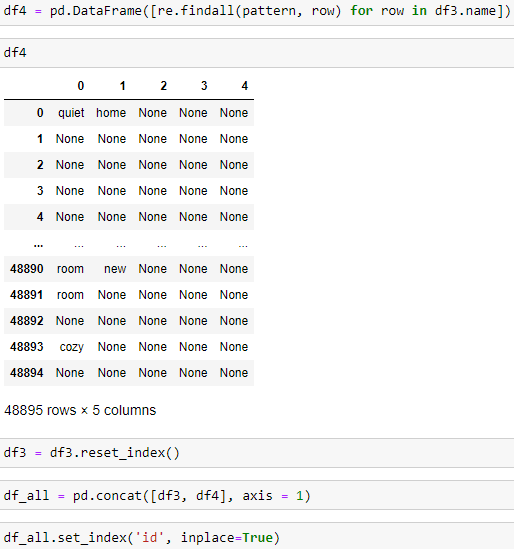 df4 = pd.DataFrame([re.findall(pattern, row) for row in df3.name])
df4
0 1 2 3 4
0 quiet home None None None
1 None None None None None
2 None None None None None
3 None None None None None
4 None None None None None
... ... ... ... ... ...
48890 room new None None None
48891 room None None None None
48892 None None None None None
48893 cozy None None None None
48894 None None None None None
48895 rows × 5 columns
df3 = df3.reset_index()
df_all = pd.concat([df3, df4], axis = 1)
df_all.set_index('id', inplace=True)